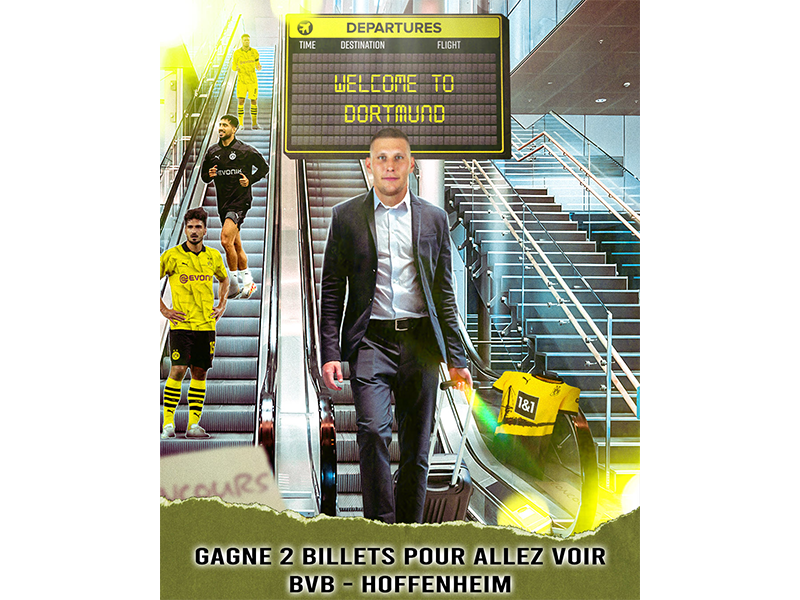 DEPARTURES
TIME DESTINATION FLIGHT
WELCOME TO
DORTMUND
EVONIK
EVONIK
1&1
NCOURS
GAGNE 2 BILLETS POUR ALLEZ VOIR
BVB - HOFFENHEIM